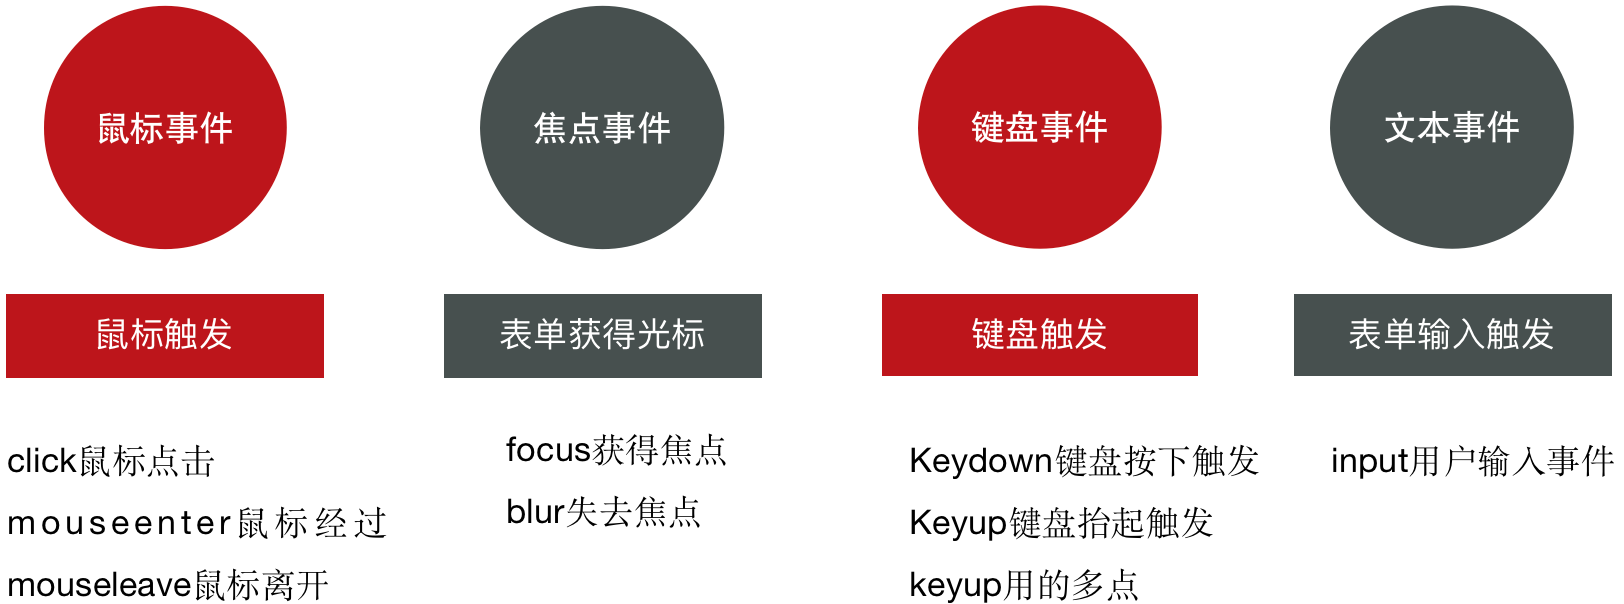 鼠标事件
焦点事件
键盘事件
文本事件
鼠标触发
表单获得光标
键盘触发
表单输入触发
click鼠标点击
mouseenter鼠标经过
mouseleave鼠标离开
focus获得焦点
blur失去焦点
Keydown键盘按下触发
Keyup键盘抬起触发
keyup用的多点
input用户输入事件